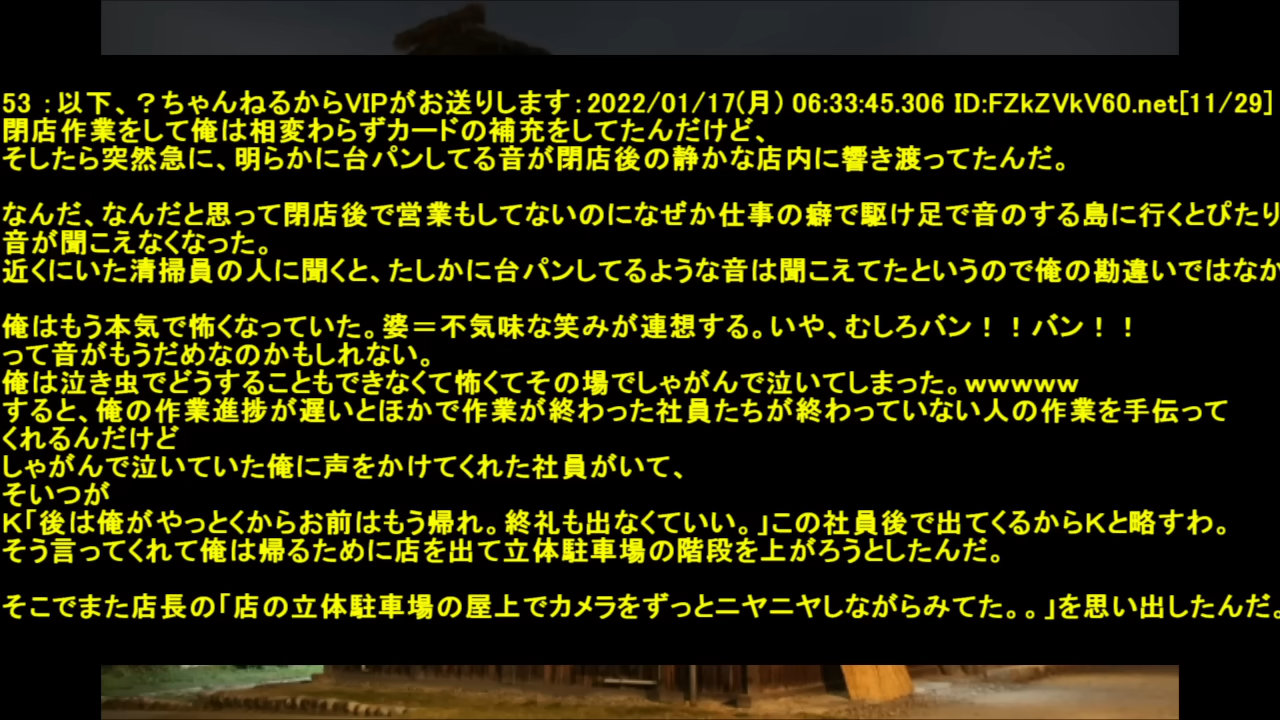 53 ：以下、？ちゃんねるからVIPがお送りします：2022/01/17(月) 06:33:45.306 ID:FZkZVkV60.net[11/29]
閉店作業をして俺は相変わらずカードの補充をしてたんだけど、
そしたら突然急に、明らかに台パンしてる音が閉店後の静かな店内に響き渡ってたんだ。
なんだ、なんだと思って閉店後で営業もしてないのになぜか仕事の癖で駆け足で音のする島に行くとぴたり
音が聞こえなくなった。
近くにいた清掃員の人に聞くと、たしかに台パンしてるような音は聞こえてたというので俺の勘違いではなか
俺はもう本気で怖くなっていた。婆＝不気味な笑みが連想する。いや、むしろバン！！バン！！
って音がもうだめなのかもしれない。
俺は泣き虫でどうすることもできなくて怖くてその場でしゃがんで泣いてしまった。ｗｗｗｗｗ
すると、俺の作業進捗が遅いとほかで作業が終わった社員たちが終わっていない人の作業を手伝って
くれるんだけど
しゃがんで泣いていた俺に声をかけてくれた社員がいて、
そいつが
Ｋ「後は俺がやっとくからお前はもう帰れ。終礼も出なくていい。」この社員後で出てくるからＫと略すわ。
そう言ってくれて俺は帰るために店を出て立体駐車場の階段を上がろうとしたんだ。
そこでまた店長の「店の立体駐車場の屋上でカメラをずっとニヤニヤしながらみてた。。」を思い出したんだ。